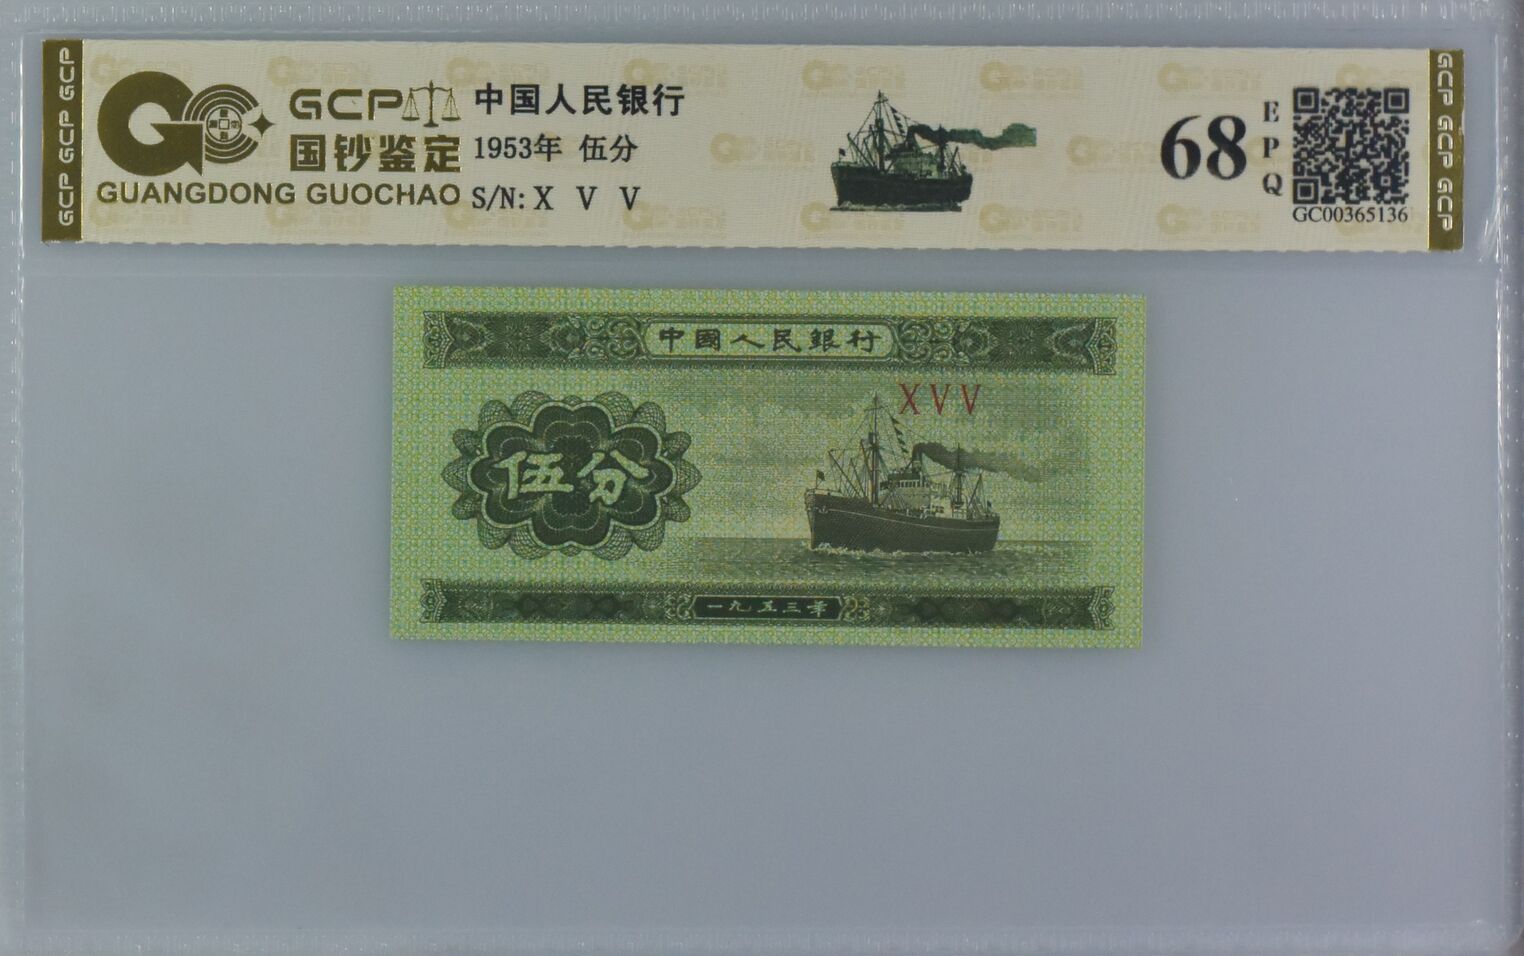 GCP GCP GCP
GCP
国钞鉴定
GUANGDONG GUOCHAO
中国人民银行
1953年 伍分
S/N: X V V
68
EPQ
GC00365136
GCP GCP GCP
中國人民銀行
XVV
伍分
一九五三年